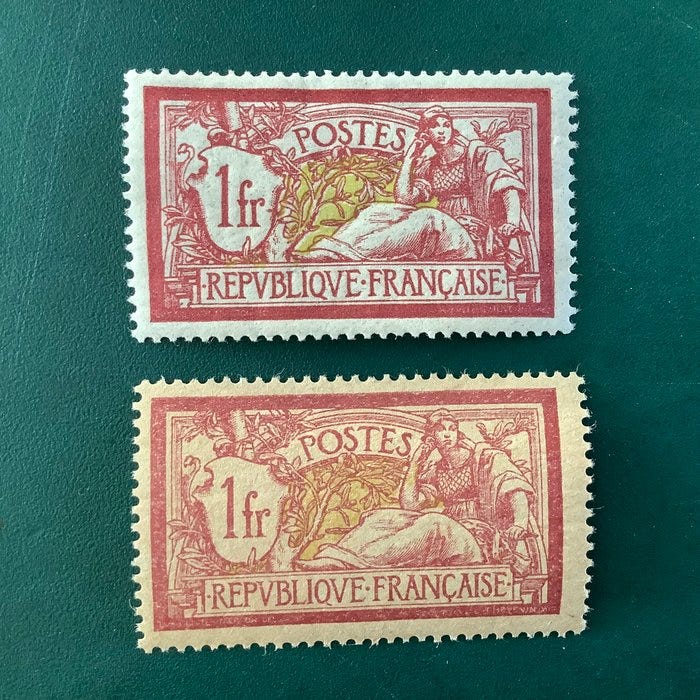 POSTES
1fr
·REPVBLIQVE·FRANÇAISE·
POSTES
1fr
·REPVBLIQVE·FRANÇAISE·